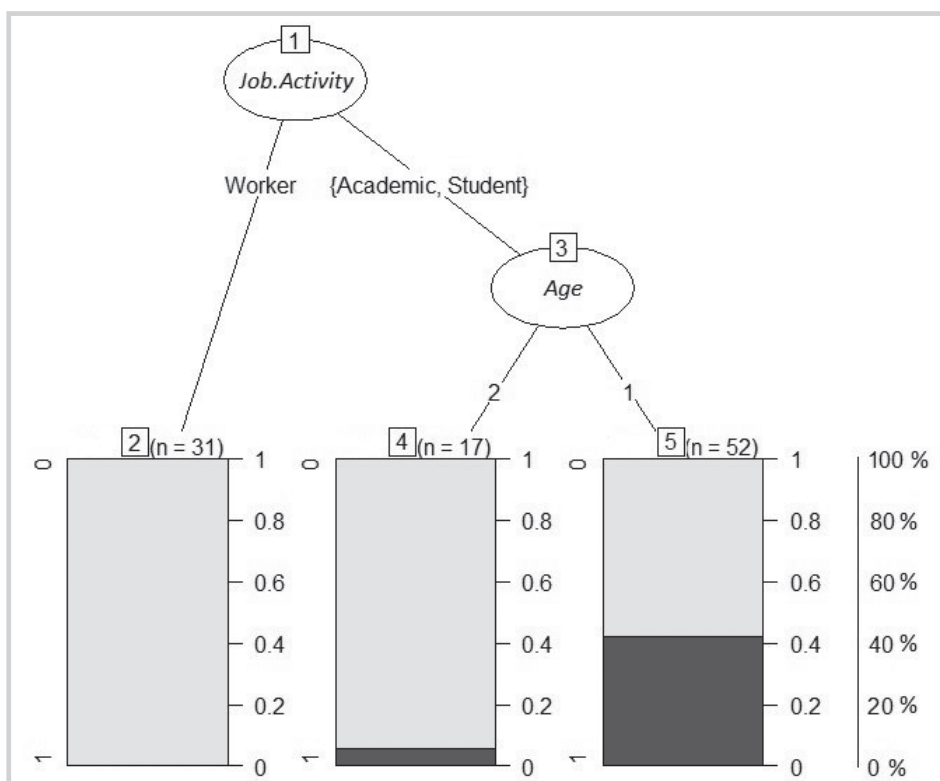 1
Job.Activity
Worker {Academic, Student}
3
Age
2 1
2 (n = 31) 4 (n = 17) 5 (n = 52)
0 1 0 1 0 1 100 %
0.8 0.8 0.8 80 %
0.6 0.6 0.6 60 %
0.4 0.4 0.4 40 %
0.2 0.2 0.2 20 %
1 0 1 0 1 0 0 %